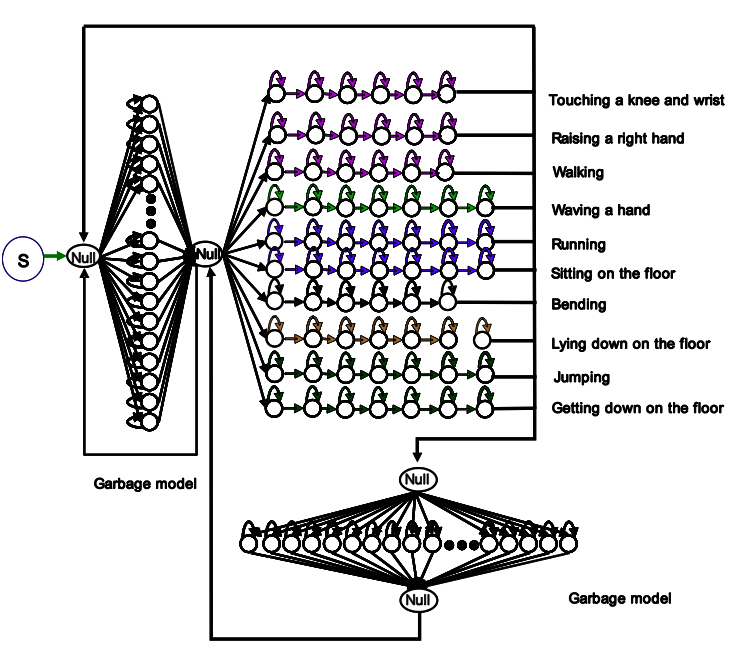 Touching a knee and wrist
Raising a right hand
Walking
Waving a hand
Running
Sitting on the floor
Bending
Lying down on the floor
Jumping
Getting down on the floor
S
Null
Null
Garbage model
Null
Null
Garbage model